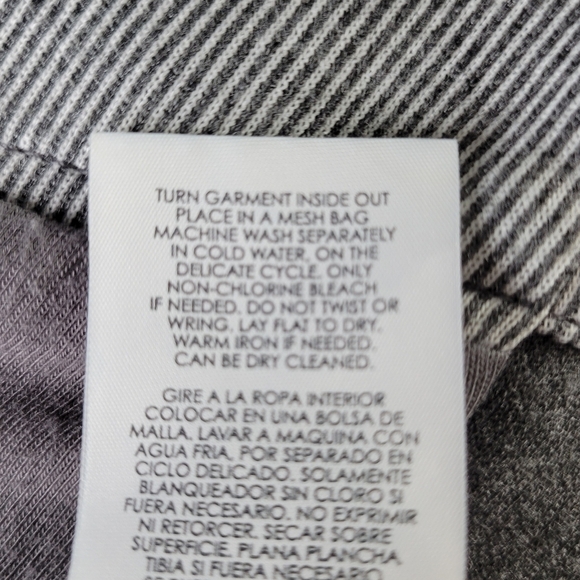 TURN GARMENT INSIDE OUT
PLACE IN A MESH BAG
MACHINE WASH SEPARATELY
IN COLD WATER, ON THE
DELICATE CYCLE. ONLY
NON-CHLORINE BLEACH
IF NEEDED. DO NOT TWIST OR
WRING. LAY FLAT TO DRY.
WARM IRON IF NEEDED.
CAN BE DRY CLEANED.
GIRE A LA ROPA INTERIOR
COLOCAR EN UNA BOLSA DE
MALLA. LAVAR A MAQUINA CON
AGUA FRIA, POR SEPARADO EN
CICLO DELICADO. SOLAMENTE
BLANQUEADOR SIN CLORO SI
FUERA NECESARIO. NO EXPRIMIR
NI RETORCER. SECAR SOBRE
SUPERFICIE. PLANA PLANCHA
TIBIA SI FUERA NECESARIO